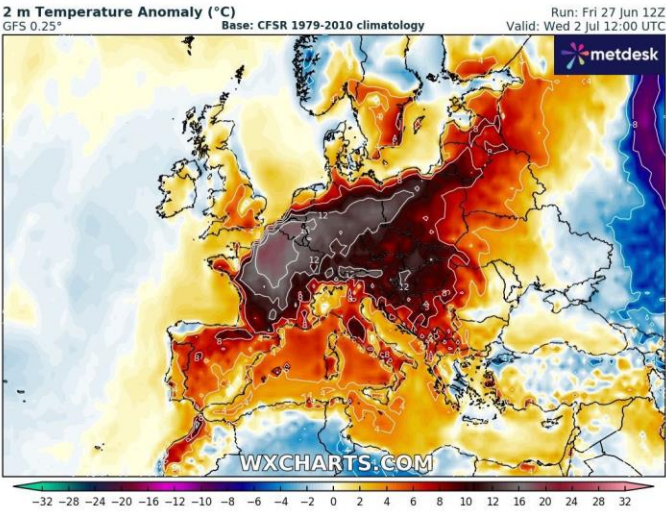 2 m Temperature Anomaly (°C)
GFS 0.25°
Base: CFSR 1979-2010 climatology
Run: Fri 27 Jun 12Z
Valid: Wed 2 Jul 12:00 UTC
metdesk
8
12
12
12
WXCHARTS.COM
−32 −28 −24 −20 −16 −12 −10 −8 −6 −4 −2 0 2 4 6 8 10 12 16 20 24 28 32